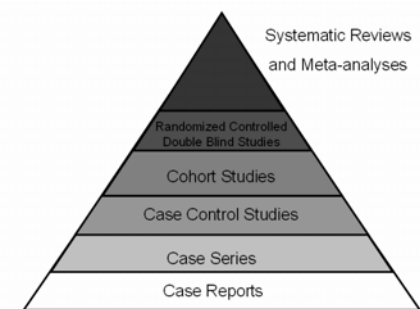 Systematic Reviews
and Meta-analyses
Randomized Controlled
Double Blind Studies
Cohort Studies
Case Control Studies
Case Series
Case Reports